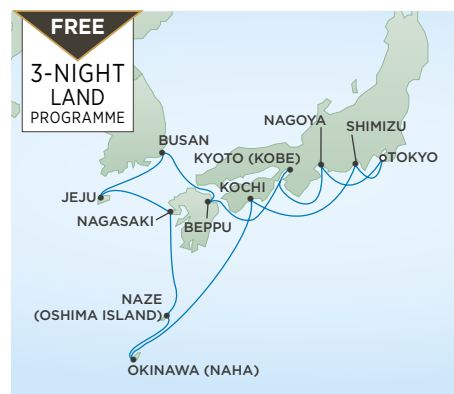 FREE
3-NIGHT
LAND
PROGRAMME
NAGOYA
SHIMIZU
BUSAN
KYOTO (KOBE)
TOKYO
KOCHI
JEJU
NAGASAKI
BEPPU
NAZE
(OSHIMA ISLAND)
OKINAWA (NAHA)